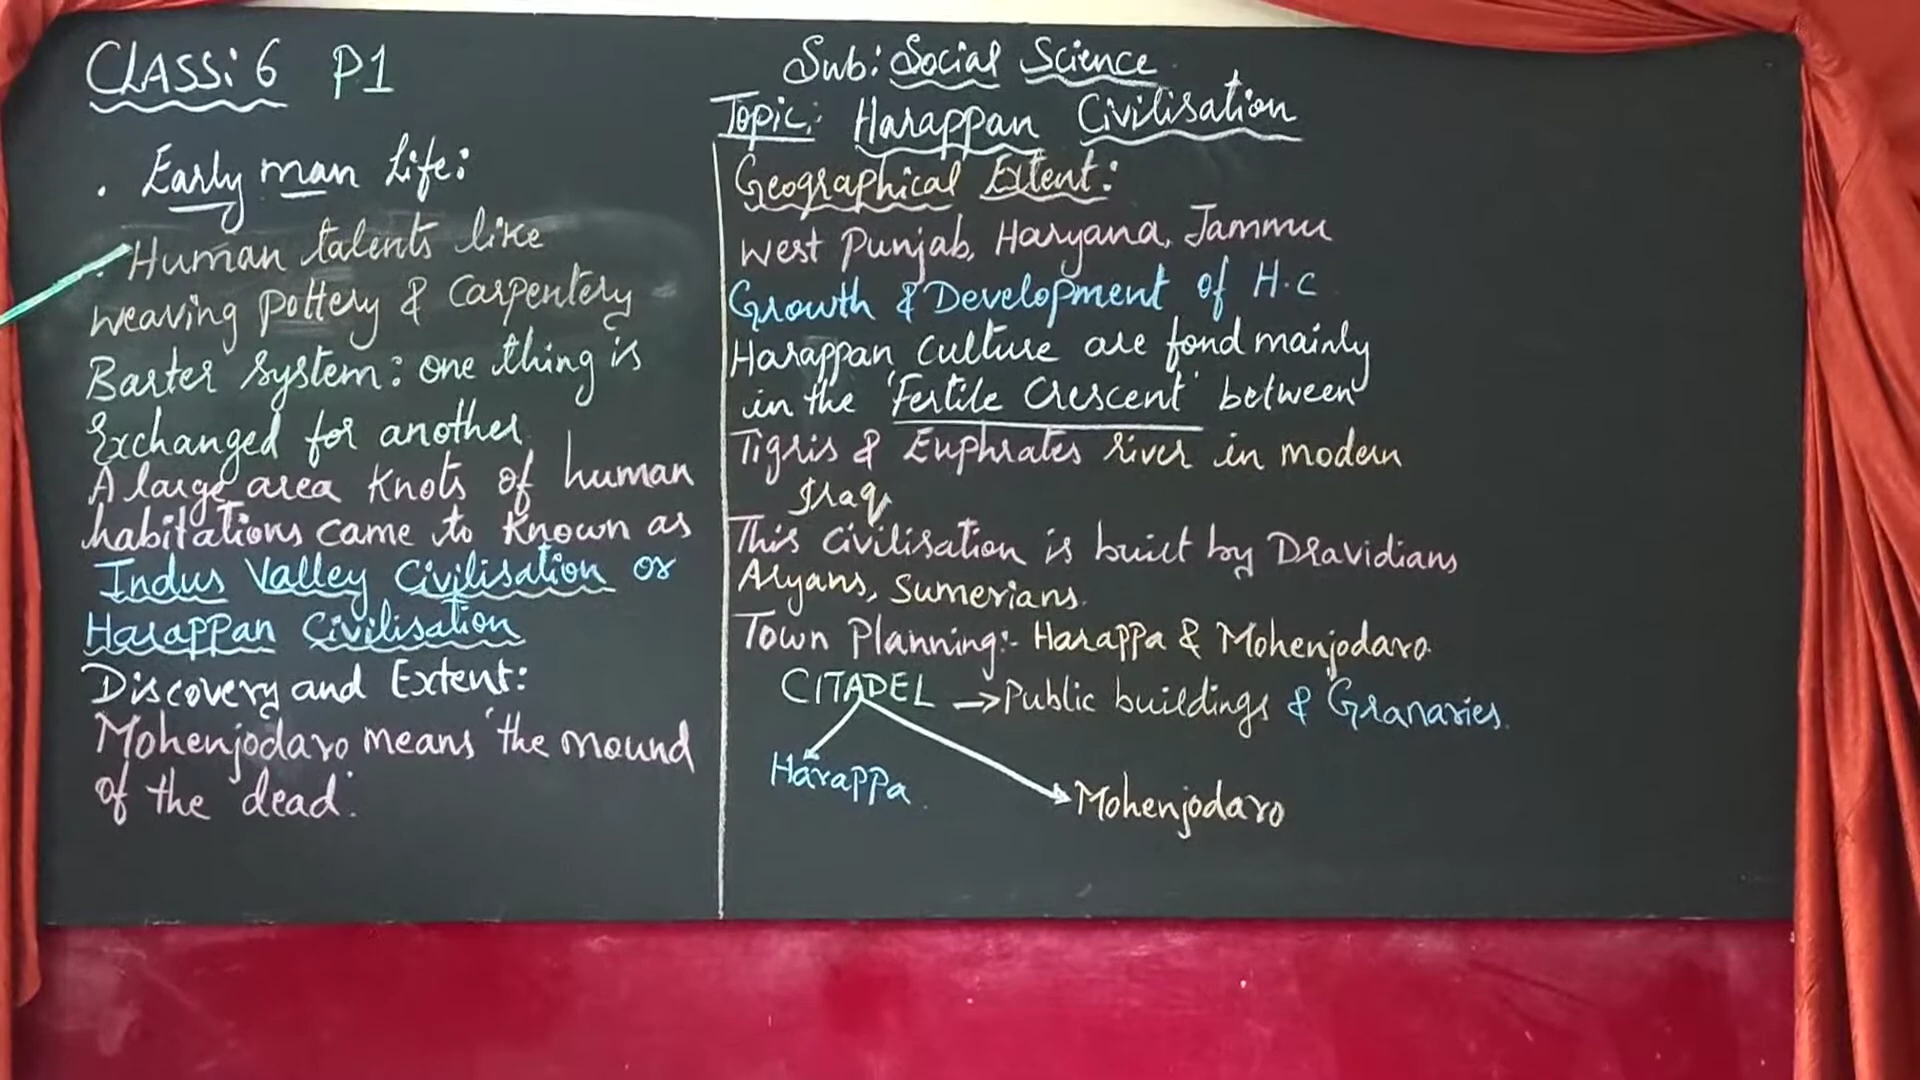 CLASS: 6 P1
Sub: Social Science
Topic: Harappan Civilisation
. Early man Life:
. Human talents like
weaving pottery & Carpentery
Barter System: one thing is
Exchanged for another
A large area Knots of human
habitations came to Known as
Indus Valley Civilisation or
Harappan Civilisation
Discovery and Extent:
Mohenjodaro means 'the mound
of the dead'.
Geographical Extent:
West Punjab, Haryana, Jammu
Growth & Development of H.C
Harappan Culture are fond mainly
in the 'Fertile Crescent' between
Tigris & Euphrates river in modern
Iraq
This Civilisation is built by Dravidians
Aryans, Sumerians.
Town Planning:- Harappa & Mohenjodaro.
CITADEL → Public buildings & Granaries.
Harappa
Mohenjodaro